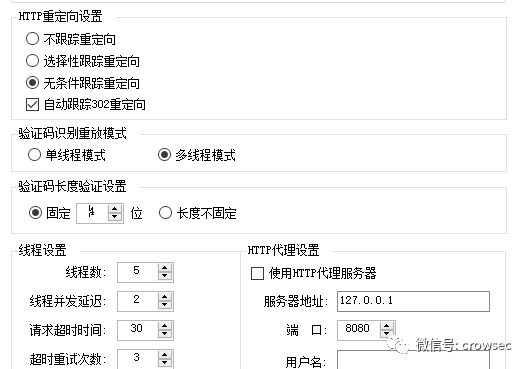 HTTP重定向设置
不跟踪重定向
选择性跟踪重定向
无条件跟踪重定向
自动跟踪302重定向
验证码识别重放模式
单线程模式 多线程模式
验证码长度验证设置
固定 位 长度不固定
线程设置 HTTP代理设置
线程数: 5 使用HTTP代理服务器
线程并发延迟: 2 服务器地址: 127.0.0.1
请求超时时间: 30 端 口: 8080
微信号: crowsec
超时重试次数: 3 用户名: